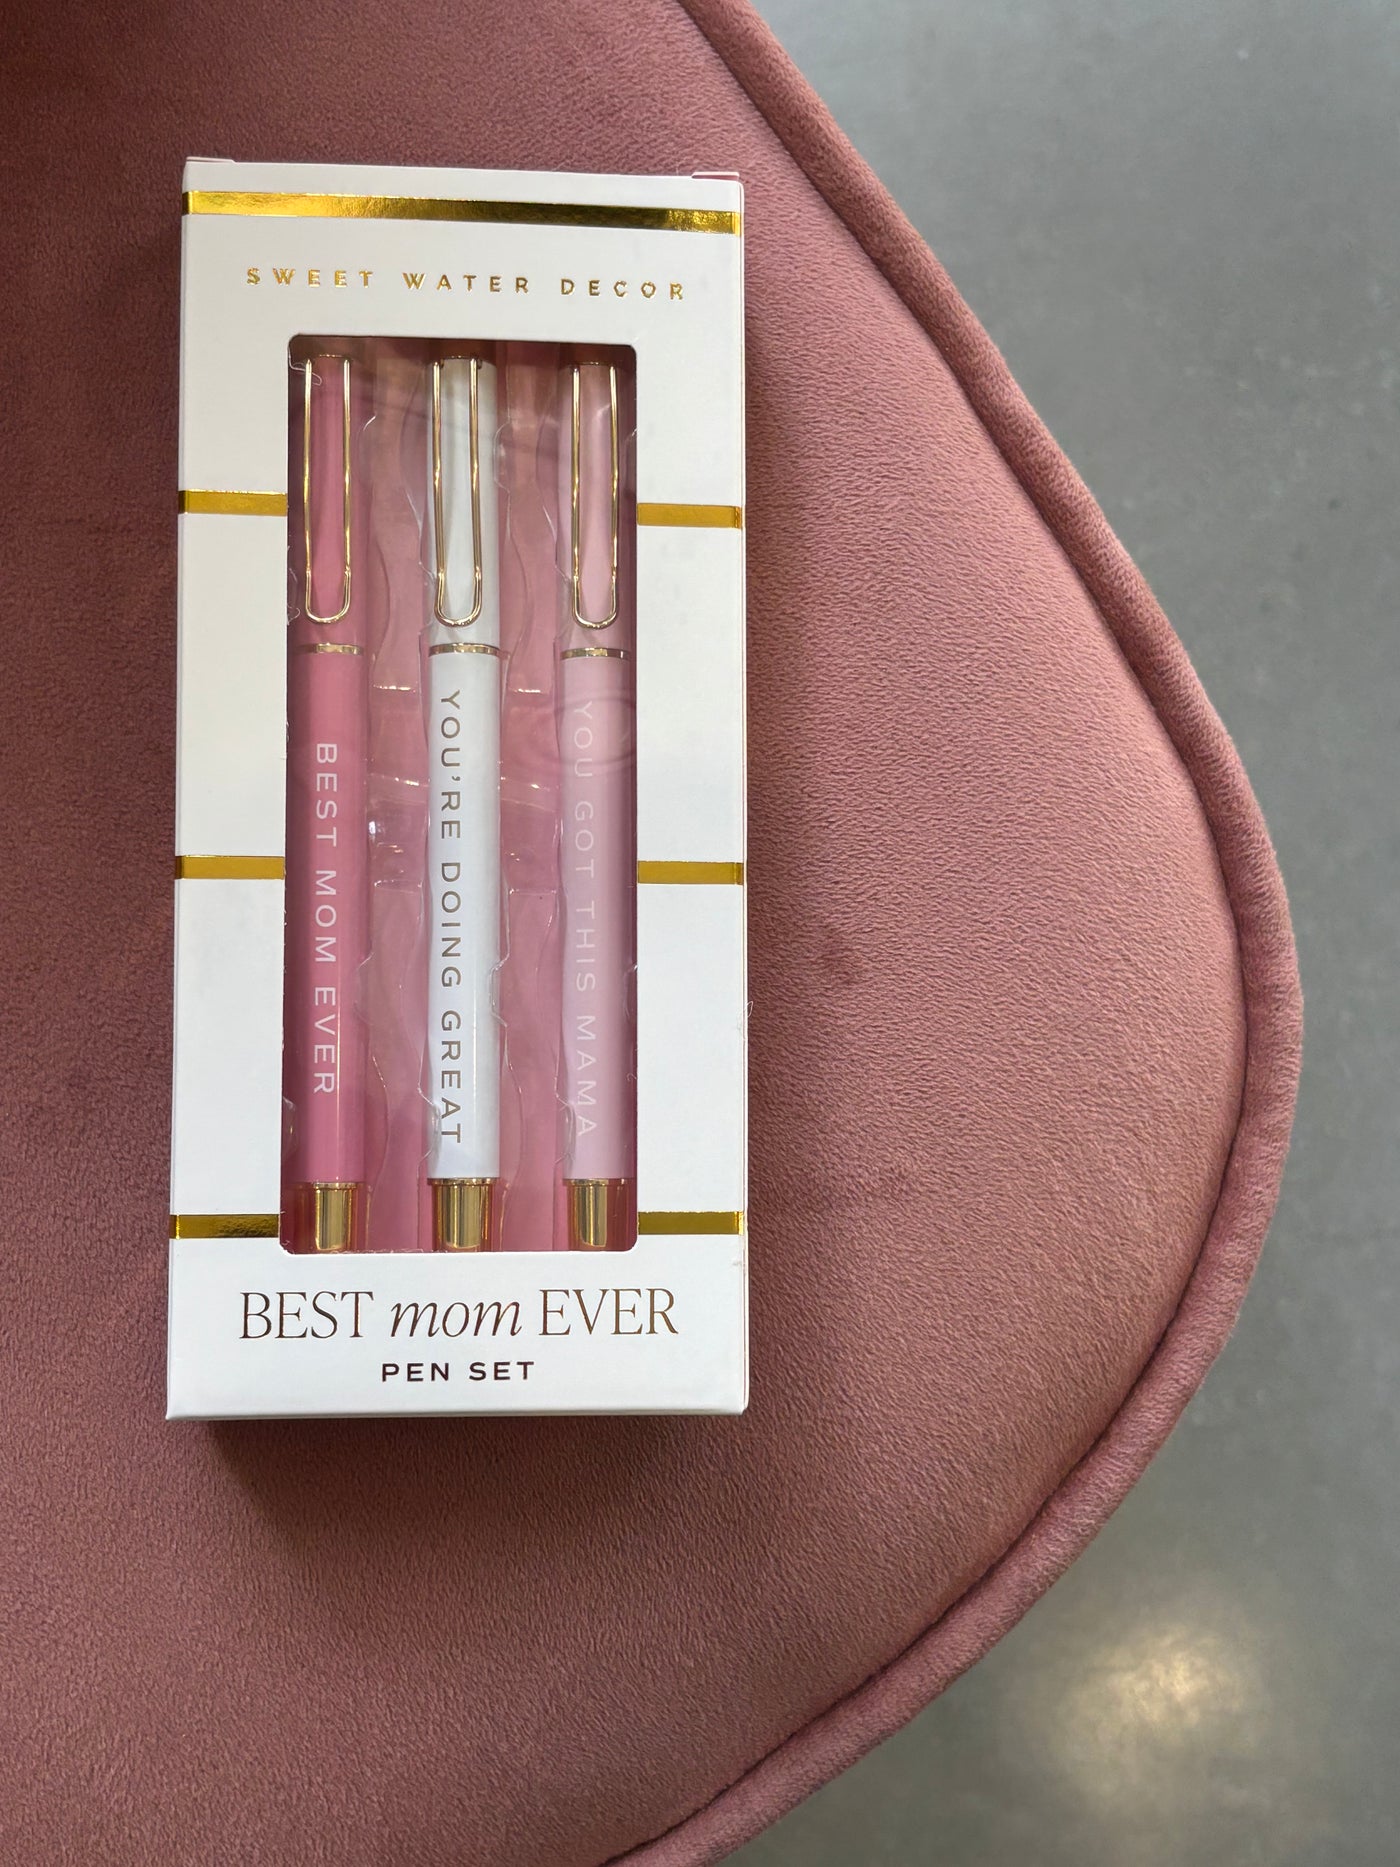 SWEET WATER DECOR
BEST MOM EVER
YOU'RE DOING GREAT
YOU GOT THIS MAMA
BEST mom EVER
PEN SET